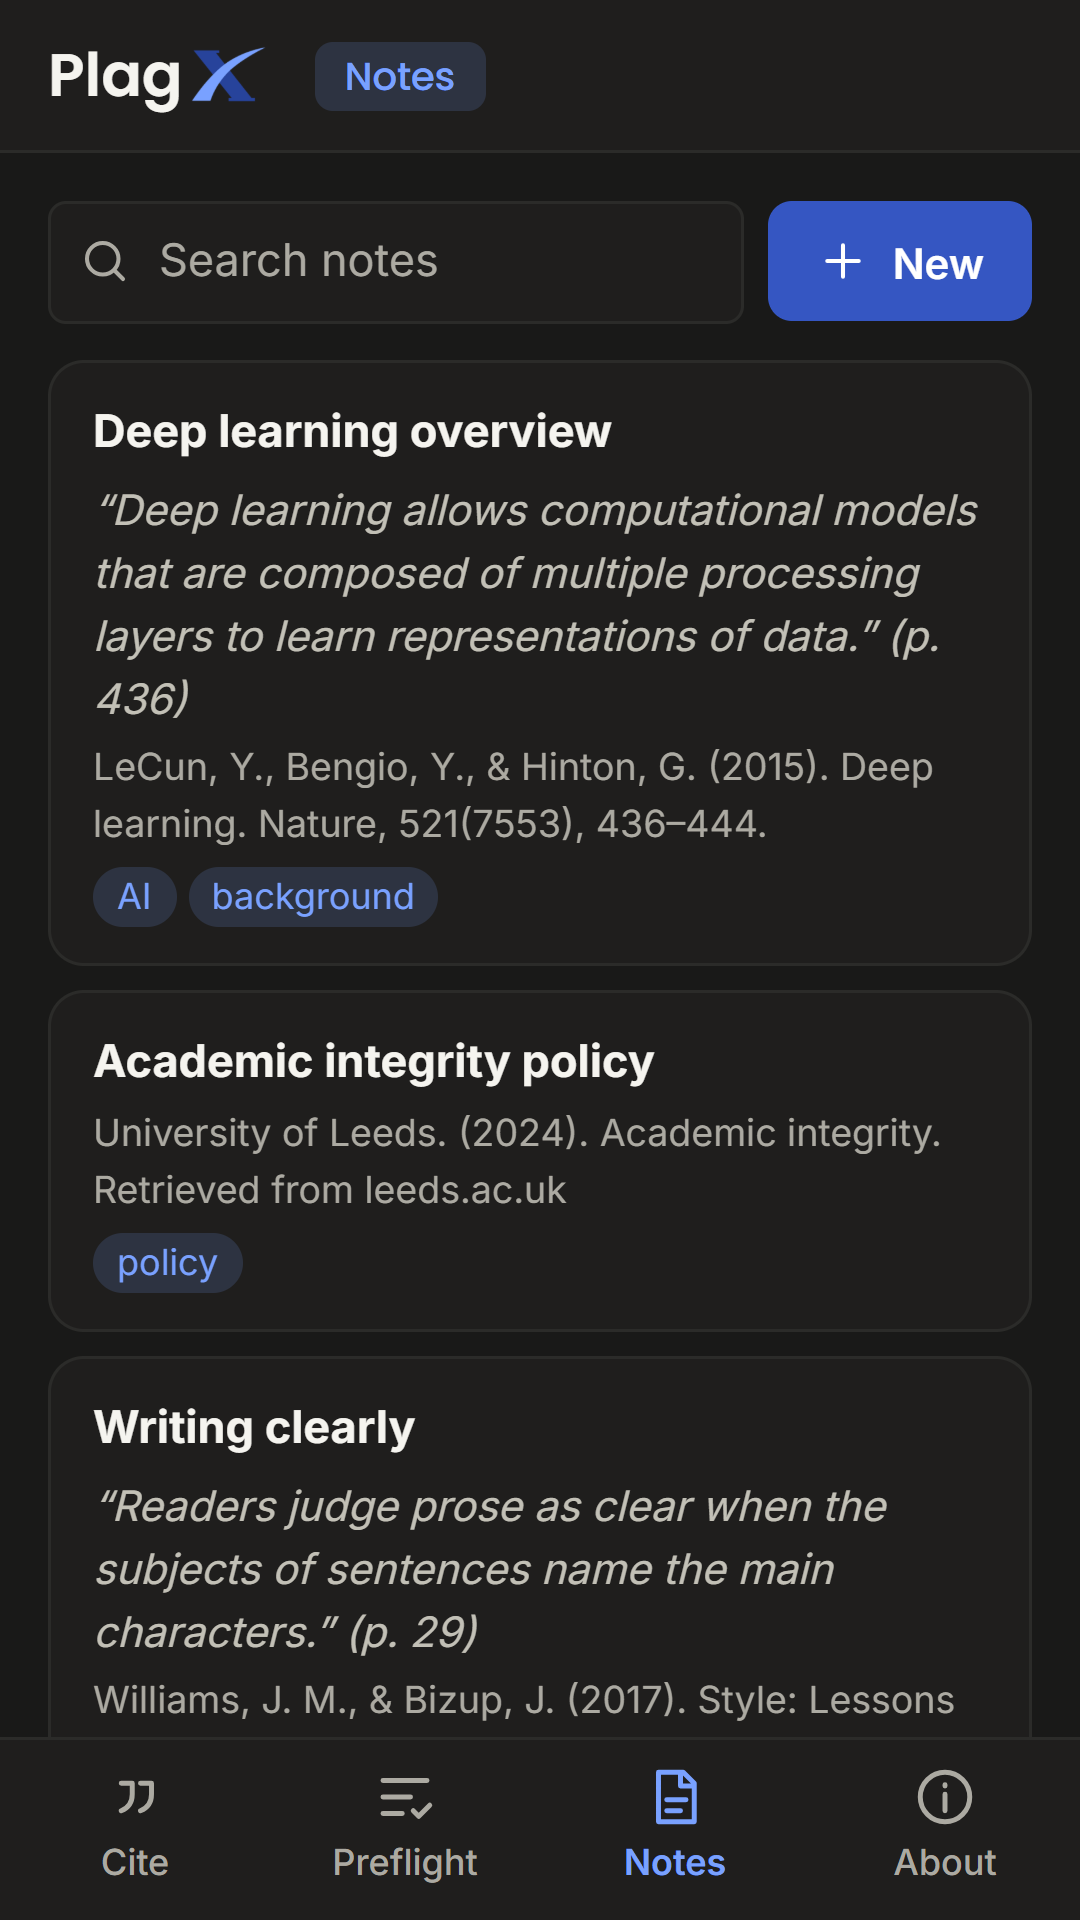 PlagX
Notes
Search notes
New
Deep learning overview
“Deep learning allows computational models
that are composed of multiple processing
layers to learn representations of data.” (p.
436)
LeCun, Y., Bengio, Y., & Hinton, G. (2015). Deep
learning. Nature, 521(7553), 436–444.
AI
background
Academic integrity policy
University of Leeds. (2024). Academic integrity.
Retrieved from leeds.ac.uk
policy
Writing clearly
“Readers judge prose as clear when the
subjects of sentences name the main
characters.” (p. 29)
Williams, J. M., & Bizup, J. (2017). Style: Lessons
Cite
Preflight
Notes
About